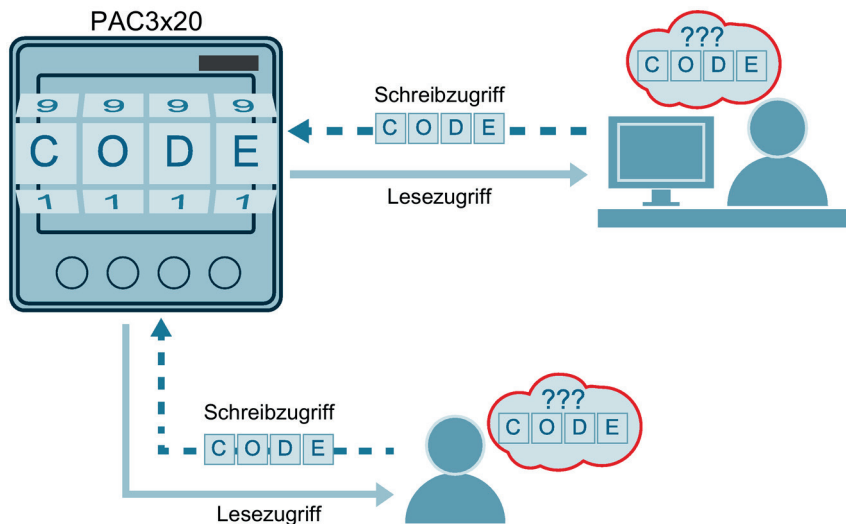 PAC3x20
9 9 9 9
C O D E
1 1 1 1
Schreibzugriff
C O D E
Lesezugriff
???
C O D E
Schreibzugriff
C O D E
Lesezugriff
???
C O D E